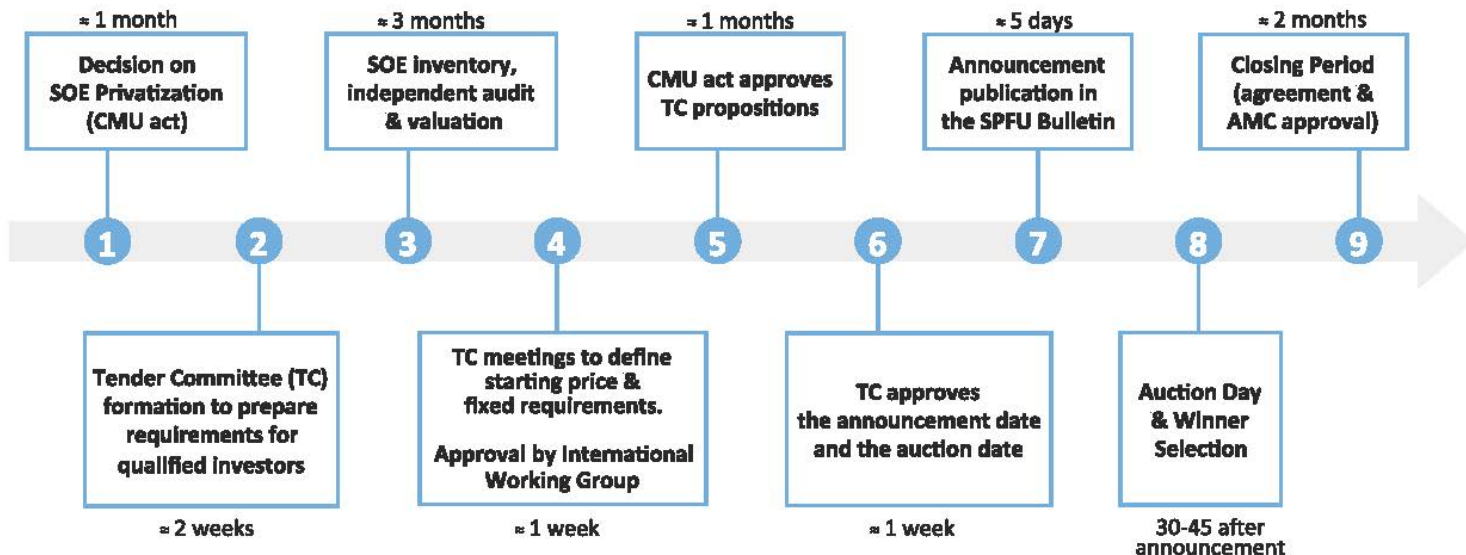 ≈ 1 month
Decision on
SOE Privatization
(CMU act)
1
2
Tender Committee (TC)
formation to prepare
requirements for
qualified investors
≈ 2 weeks
≈ 3 months
SOE inventory,
independent audit
& valuation
3
4
TC meetings to define
starting price &
fixed requirements.
Approval by International
Working Group
≈ 1 week
≈ 1 months
CMU act approves
TC propositions
5
6
TC approves
the announcement date
and the auction date
≈ 1 week
≈ 5 days
Announcement
publication in
the SPFU Bulletin
7
8
Auction Day
& Winner
Selection
30-45 after
announcement
≈ 2 months
Closing Period
(agreement &
AMC approval)
9